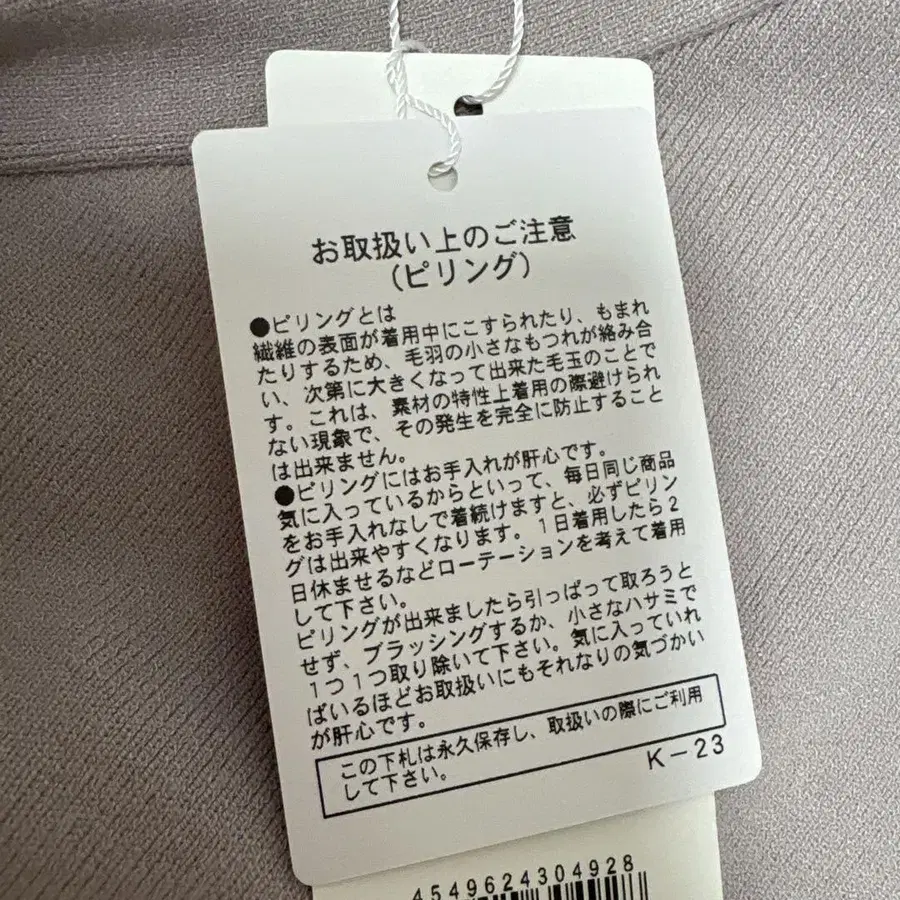 お取扱い上のご注意
（ピリング）
●ピリングとは
繊維の表面が着用中にこすられたり、もまれ
たりするため、毛羽の小さなもつれが絡み合
い、次第に大きくなって出来た毛玉のことで
す。これは、素材の特性上着用の際避けられ
ない現象で、その発生を完全に防止すること
は出来ません。
●ピリングにはお手入れが肝心です。
気に入っているからといって、毎日同じ商品
をお手入れなしで着続けますと、必ずピリン
グは出来やすくなります。１日着用したら２
日休ませるなどローテーションを考えて着用
して下さい。
ピリングが出来ましたら引っぱって取ろうと
せず、ブラッシングするか、小さなハサミで
１つ１つ取り除いて下さい。気に入っていれ
ばいるほどお取扱いにもそれなりの気づかい
が肝心です。
この下札は永久保存し、取扱いの際にご利用
して下さい。
Ｋ－２３
4549624304928